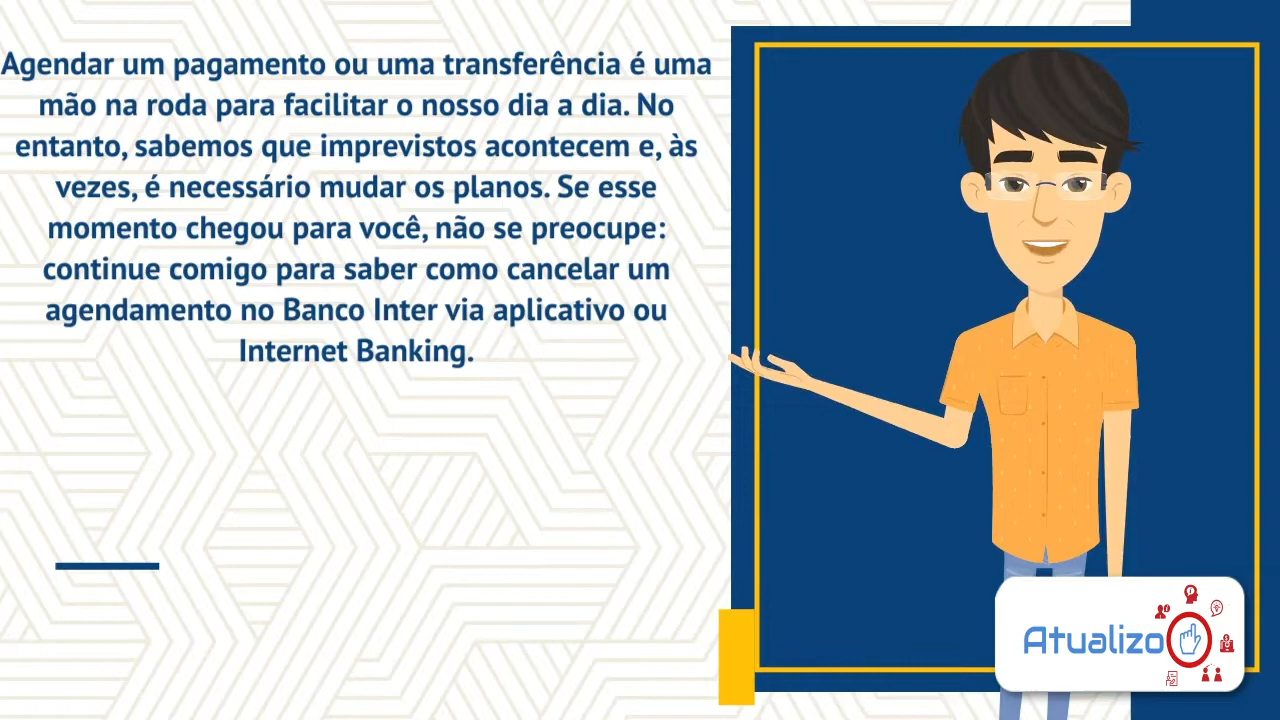 Agendar um pagamento ou uma transferência é uma
mão na roda para facilitar o nosso dia a dia. No
entanto, sabemos que imprevistos acontecem e, às
vezes, é necessário mudar os planos. Se esse
momento chegou para você, não se preocupe:
continue comigo para saber como cancelar um
agendamento no Banco Inter via aplicativo ou
Internet Banking.
Atualizo